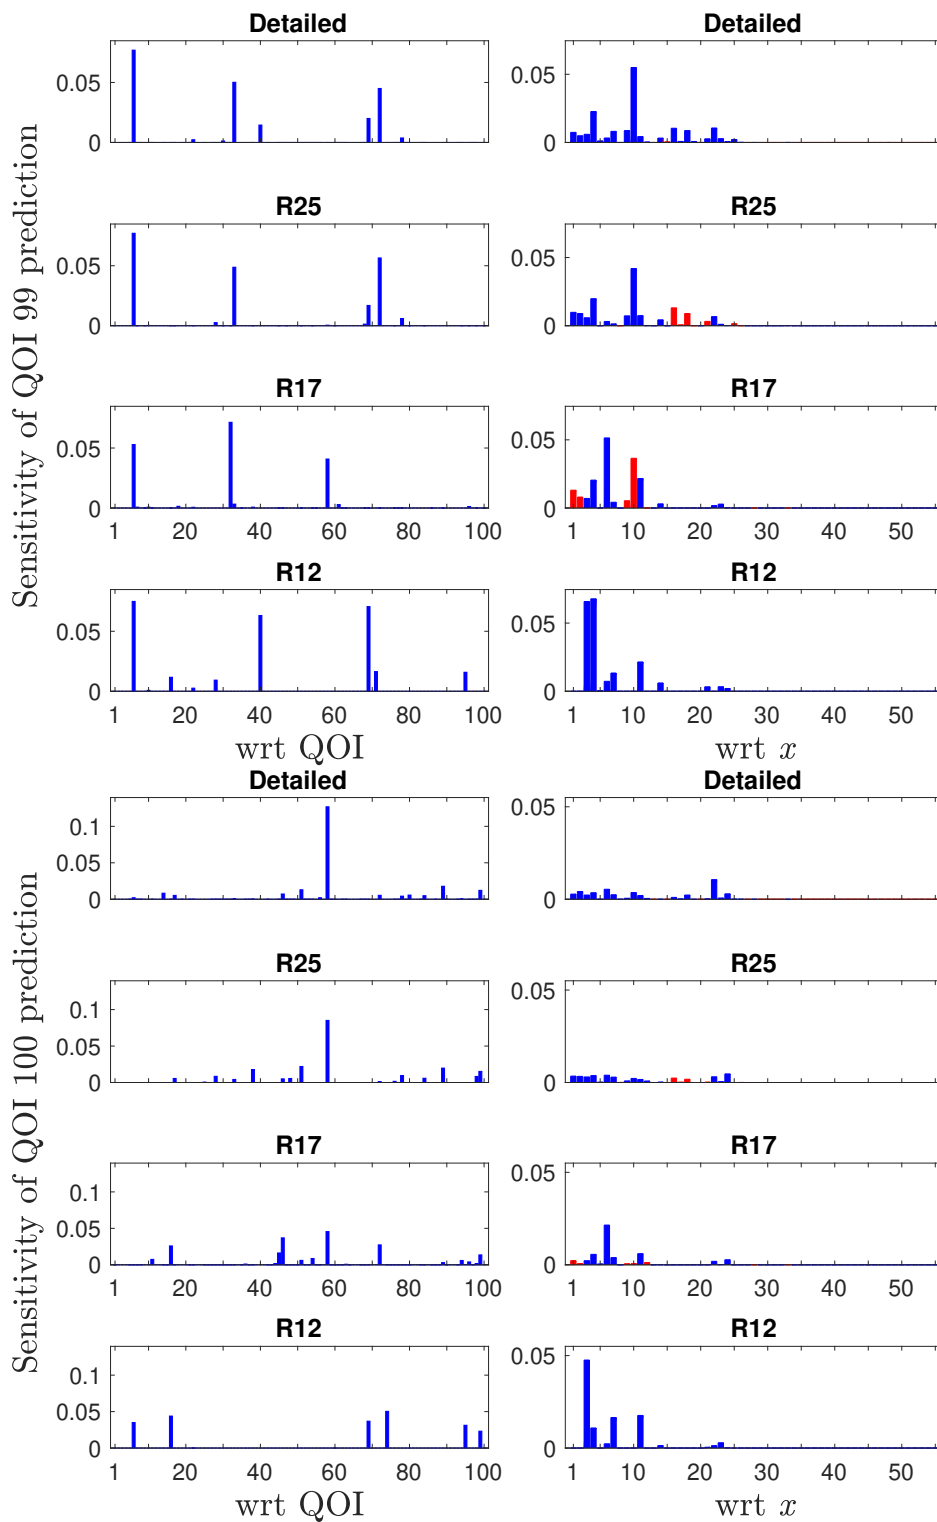 Sensitivity of QOI 99 prediction
Detailed Detailed
0.05 0.05
0 0
R25 R25
0.05 0.05
0 0
R17 R17
0.05 0.05
0 0
1 20 40 60 80 100 1 10 20 30 40 50
R12 R12
0.05 0.05
0 0
1 20 40 60 80 100 1 10 20 30 40 50
wrt QOI wrt x
Sensitivity of QOI 100 prediction
Detailed Detailed
0.1 0.05
0.05
0 0
R25 R25
0.1 0.05
0.05
0 0
R17 R17
0.1 0.05
0.05
0 0
1 20 40 60 80 100 1 10 20 30 40 50
R12 R12
0.1 0.05
0.05
0 0
1 20 40 60 80 100 1 10 20 30 40 50
wrt QOI wrt x